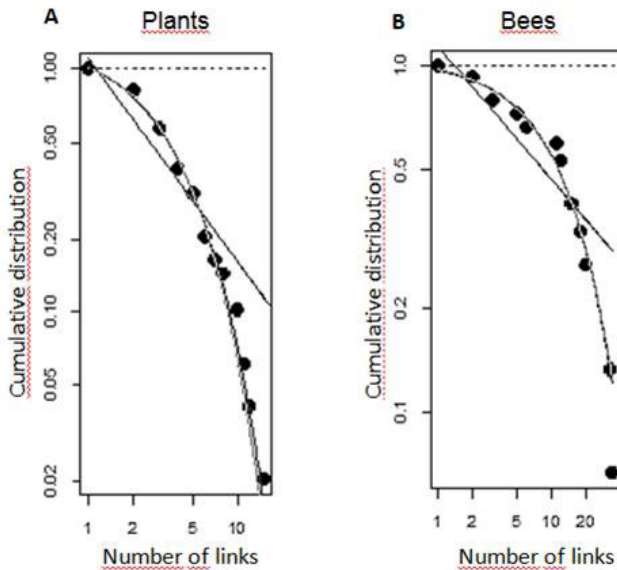 A Plants
Cumulative distribution
1.00
0.50
0.20
0.10
0.05
0.02
1 2 5 10
Number of links
B Bees
Cumulative distribution
1.0
0.5
0.2
0.1
1 2 5 10 20
Number of links